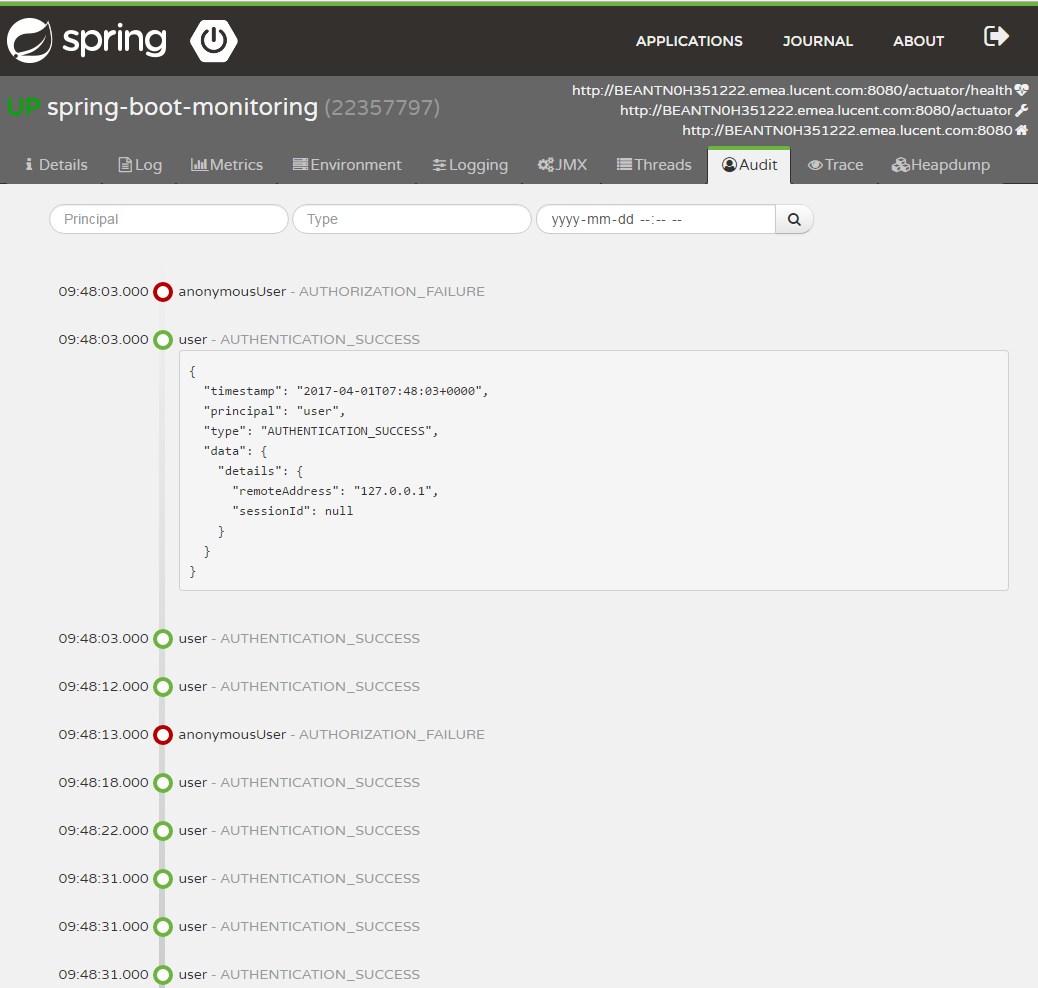 spring
APPLICATIONS JOURNAL ABOUT
UP spring-boot-monitoring (22357797)
http://BEANTN0H351222.emea.lucent.com:8080/actuator/health
http://BEANTN0H351222.emea.lucent.com:8080/actuator
http://BEANTN0H351222.emea.lucent.com:8080
Details Log Metrics Environment Logging JMX Threads Audit Trace Heapdump
Principal Type yyyy-mm-dd --:-- --
09:48:03.000 anonymousUser - AUTHORIZATION_FAILURE
09:48:03.000 user - AUTHENTICATION_SUCCESS
{
"timestamp": "2017-04-01T07:48:03+0000",
"principal": "user",
"type": "AUTHENTICATION_SUCCESS",
"data": {
"details": {
"remoteAddress": "127.0.0.1",
"sessionId": null
}
}
}
09:48:03.000 user - AUTHENTICATION_SUCCESS
09:48:12.000 user - AUTHENTICATION_SUCCESS
09:48:13.000 anonymousUser - AUTHORIZATION_FAILURE
09:48:18.000 user - AUTHENTICATION_SUCCESS
09:48:22.000 user - AUTHENTICATION_SUCCESS
09:48:31.000 user - AUTHENTICATION_SUCCESS
09:48:31.000 user - AUTHENTICATION_SUCCESS
09:48:31.000 user - AUTHENTICATION_SUCCESS